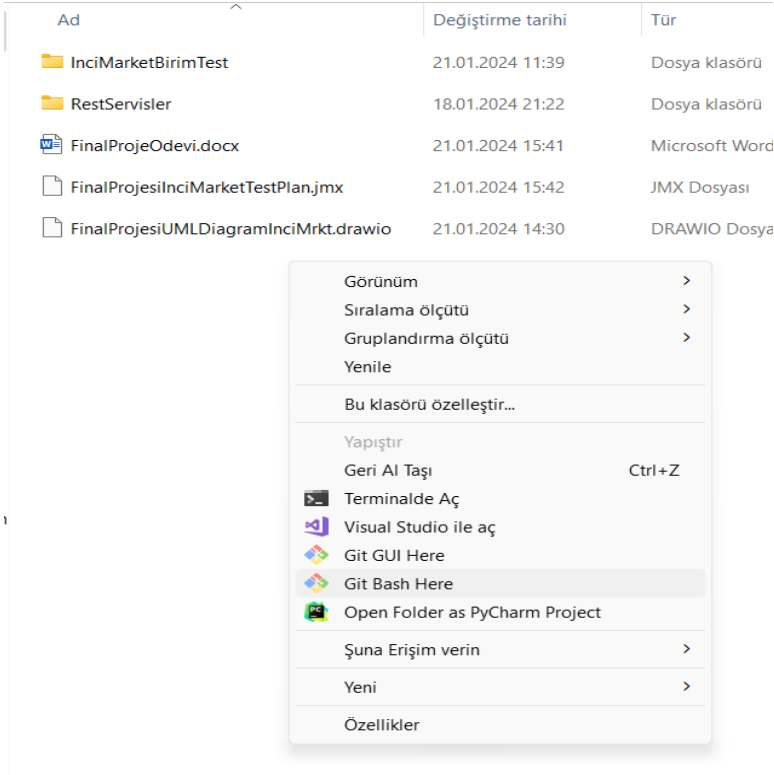 Ad Değiştirme tarihi Tür
InciMarketBirimTest 21.01.2024 11:39 Dosya klasörü
RestServisler 18.01.2024 21:22 Dosya klasörü
FinalProjeOdevi.docx 21.01.2024 15:41 Microsoft Word
FinalProjesiInciMarketTestPlan.jmx 21.01.2024 15:42 JMX Dosyası
FinalProjesiUMLDiagramInciMrkt.drawio 21.01.2024 14:30 DRAWIO Dosya
Görünüm
Sıralama ölçütü
Gruplandırma ölçütü
Yenile
Bu klasörü özelleştir...
Yapıştır
Geri Al Taşı Ctrl+Z
Terminalde Aç
Visual Studio ile aç
Git GUI Here
Git Bash Here
Open Folder as PyCharm Project
Şuna Erişim verin
Yeni
Özellikler